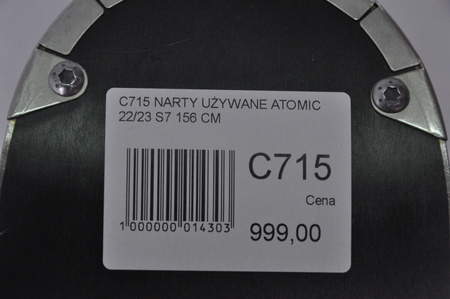 C715 NARTY UŻYWANE ATOMIC
22/23 S7 156 CM
C715
Cena
999,00
1 000000 014303